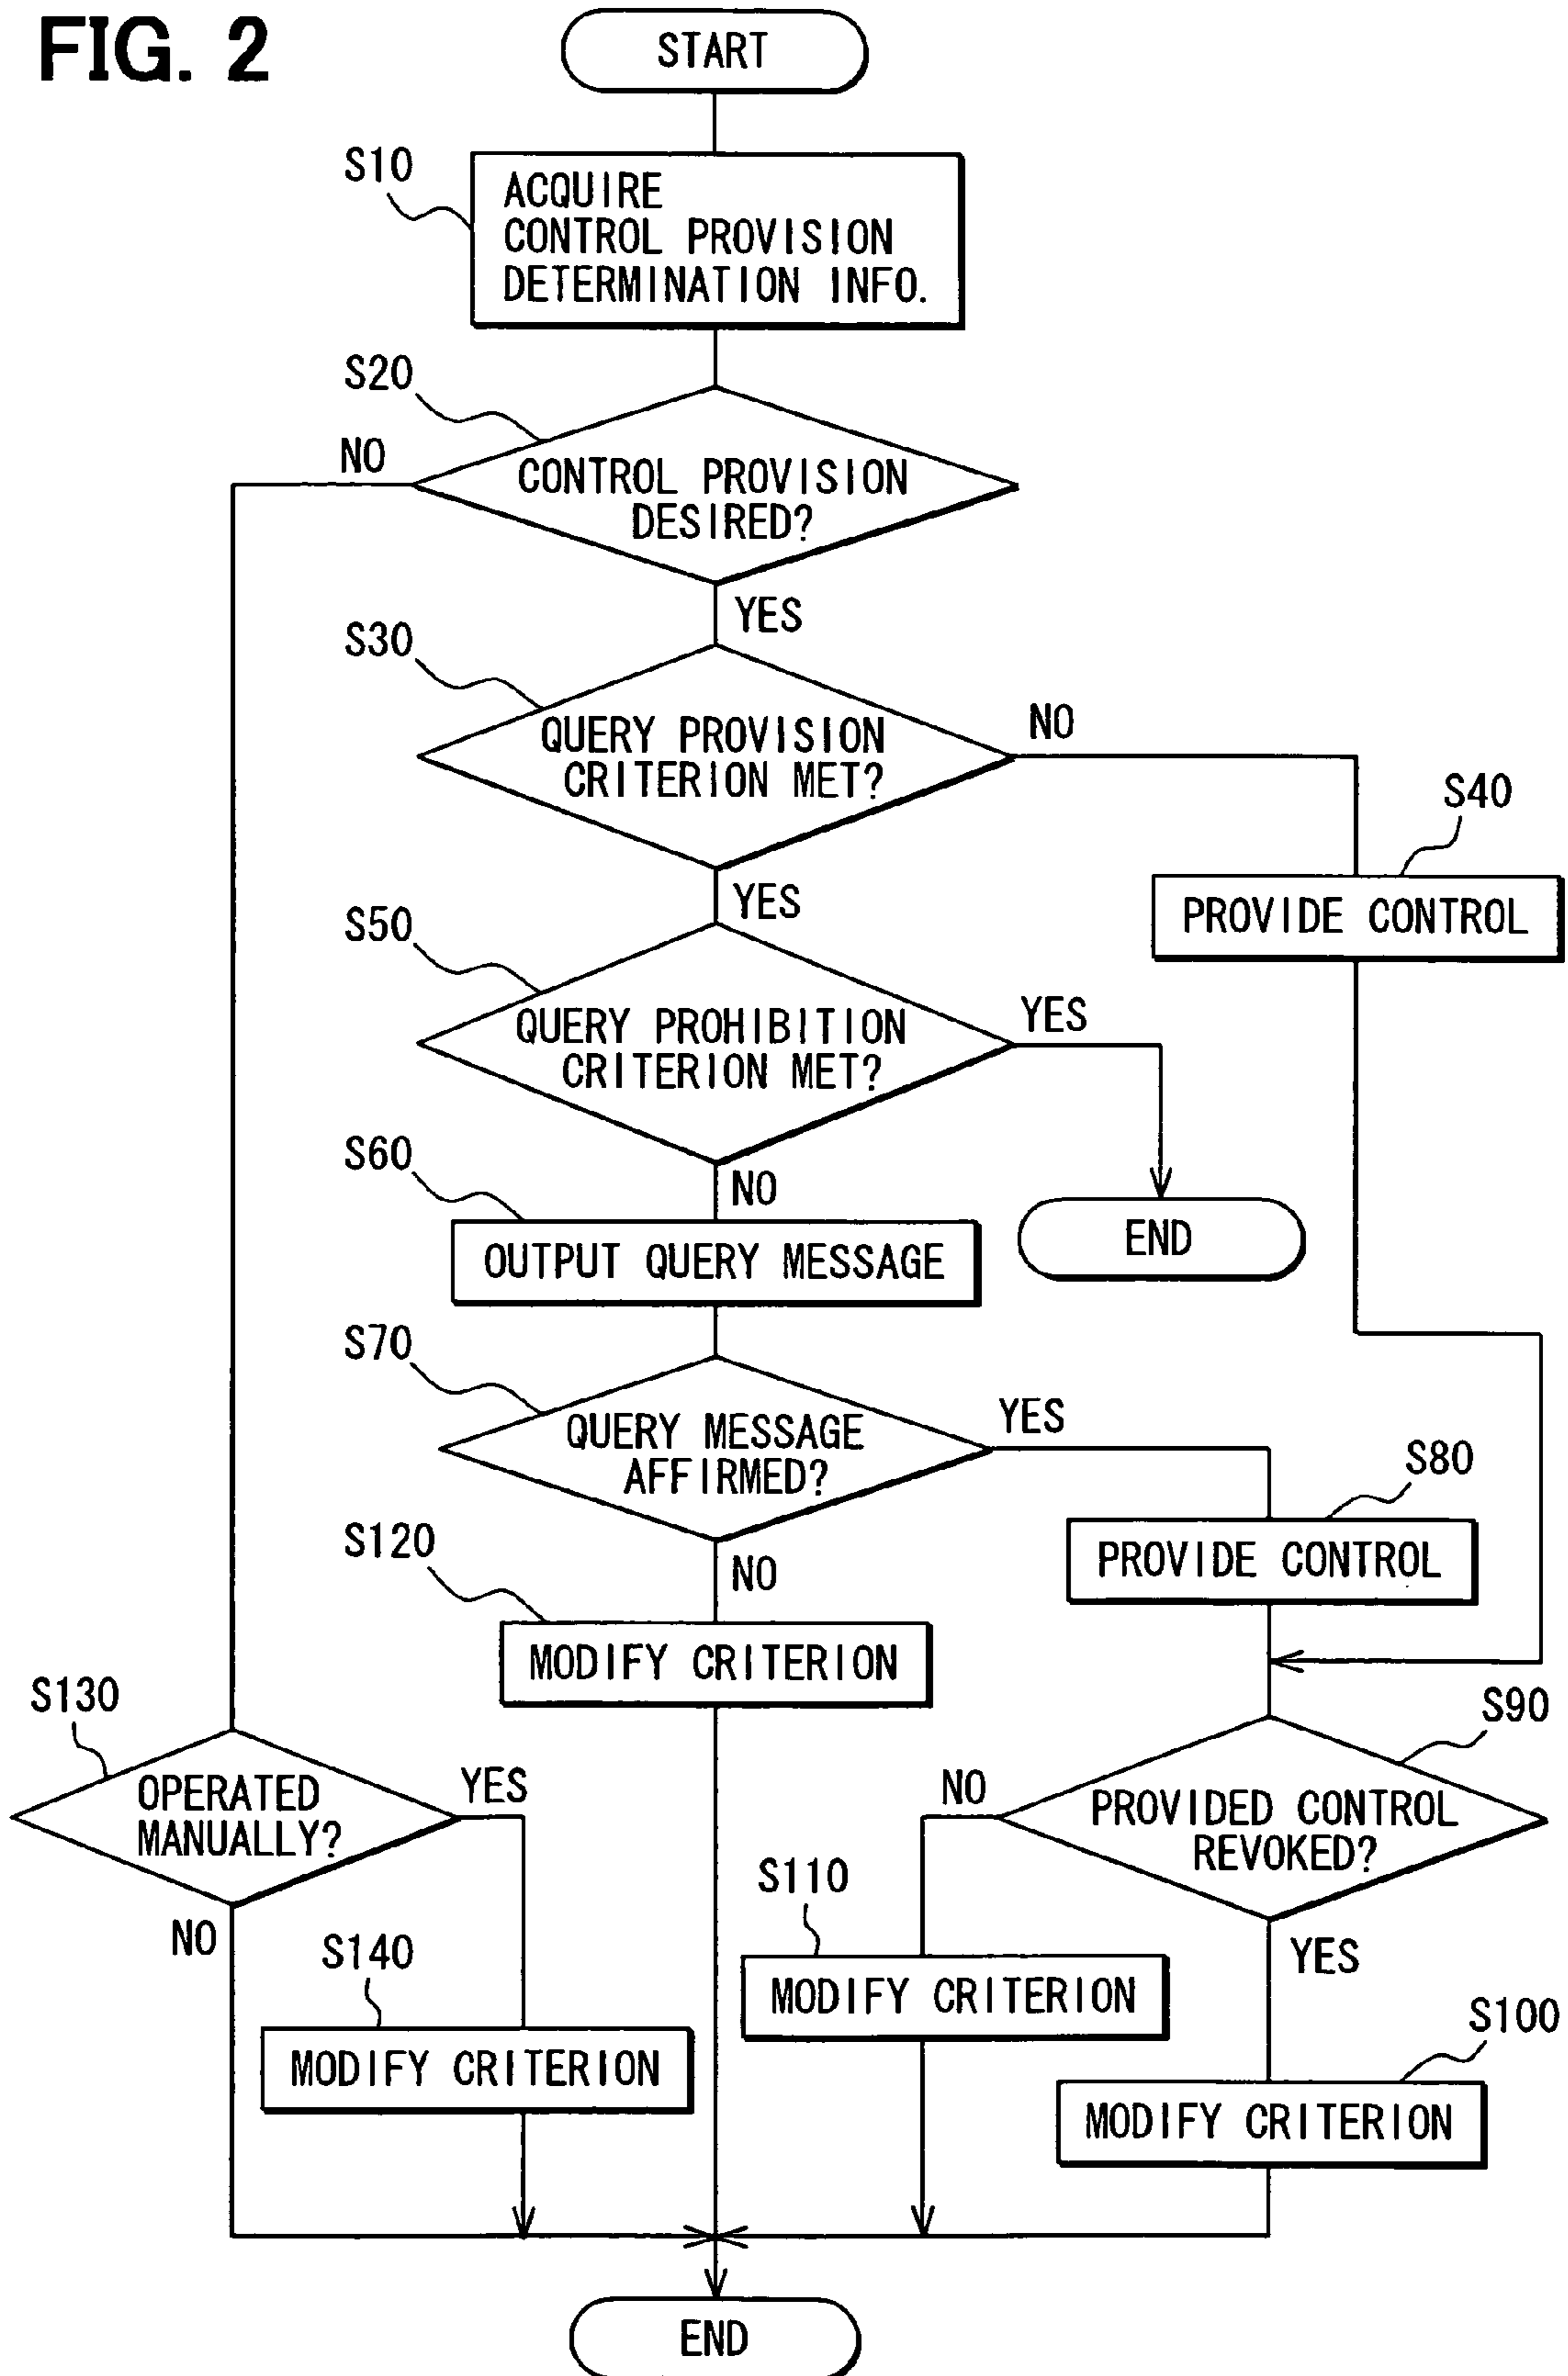 FIG. 2
START
S10
ACQUIRE
CONTROL PROVISION
DETERMINATION INFO.
S20
NO
CONTROL PROVISION
DESIRED?
YES
S30
QUERY PROVISION
CRITERION MET?
NO
S40
PROVIDE CONTROL
YES
S50
QUERY PROHIBITION
CRITERION MET?
YES
END
NO
S60
OUTPUT QUERY MESSAGE
S70
QUERY MESSAGE
AFFIRMED?
YES
S80
PROVIDE CONTROL
NO
S120
MODIFY CRITERION
S130
OPERATED
MANUALLY?
YES
NO
S140
MODIFY CRITERION
S90
PROVIDED CONTROL
REVOKED?
NO
S110
MODIFY CRITERION
YES
S100
MODIFY CRITERION
END